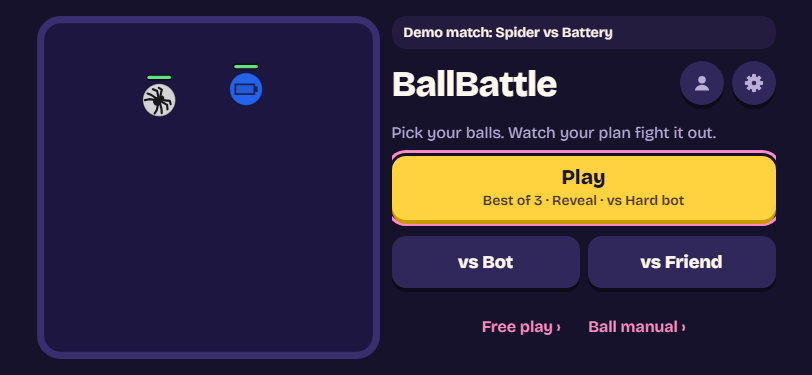 Demo match: Spider vs Battery
BallBattle
Pick your balls. Watch your plan fight it out.
Play
Best of 3 · Reveal · vs Hard bot
vs Bot
vs Friend
Free play ›
Ball manual ›